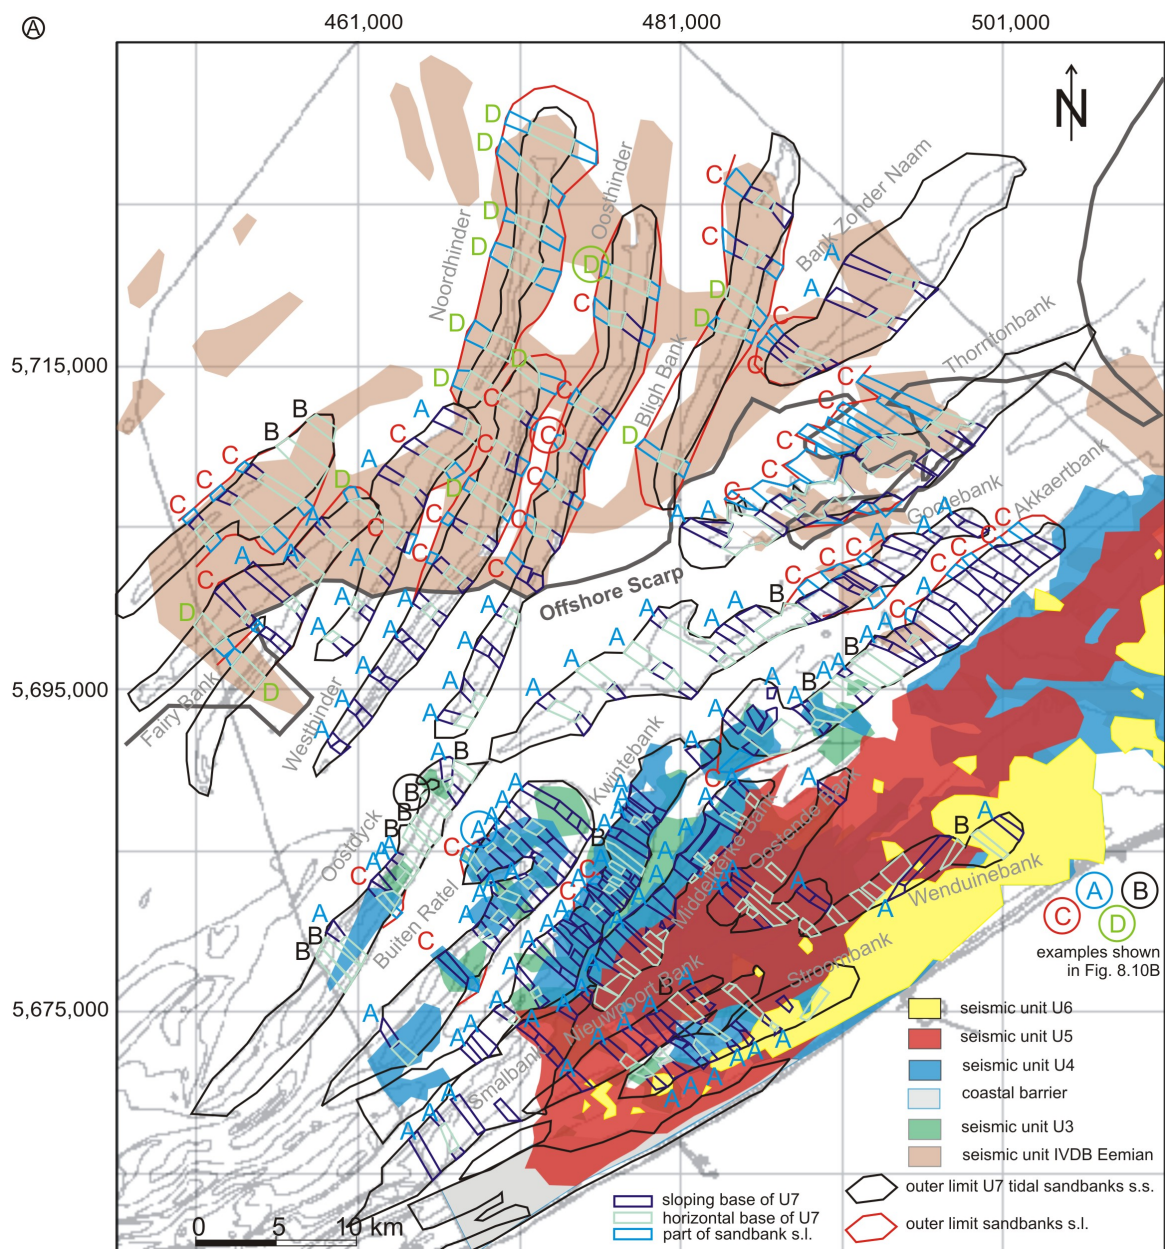 A
461,000 481,000 501,000
N
D
D
D
D
D
D
D
C
C
C
D
D
C
D
C
C
A
A
Noordhinder
Oosthinder
Bligh Bank
Bank Zonder Naam
Thorntonbank
Gootebank
Akkaertbank
5,715,000
B
B
A
C
C
C
C
C
C
A
D
D
D
C
C
C
C
C
C
C
A
A
A
Offshore Scarp
5,695,000
Fairy Bank
Westhinder
Oostdyck
Buiten Ratel
Kwintebank
Middelkerke Bank
Oostende Bank
Wenduinebank
Nieuwpoort Bank
Stroombank
Smalbank
5,675,000
A B
C D
examples shown
in Fig. 8.10B
seismic unit U6
seismic unit U5
seismic unit U4
coastal barrier
seismic unit U3
seismic unit IVDB Eemian
outer limit U7 tidal sandbanks s.s.
outer limit sandbanks s.l.
sloping base of U7
horizontal base of U7
part of sandbank s.l.
0 5 10 km